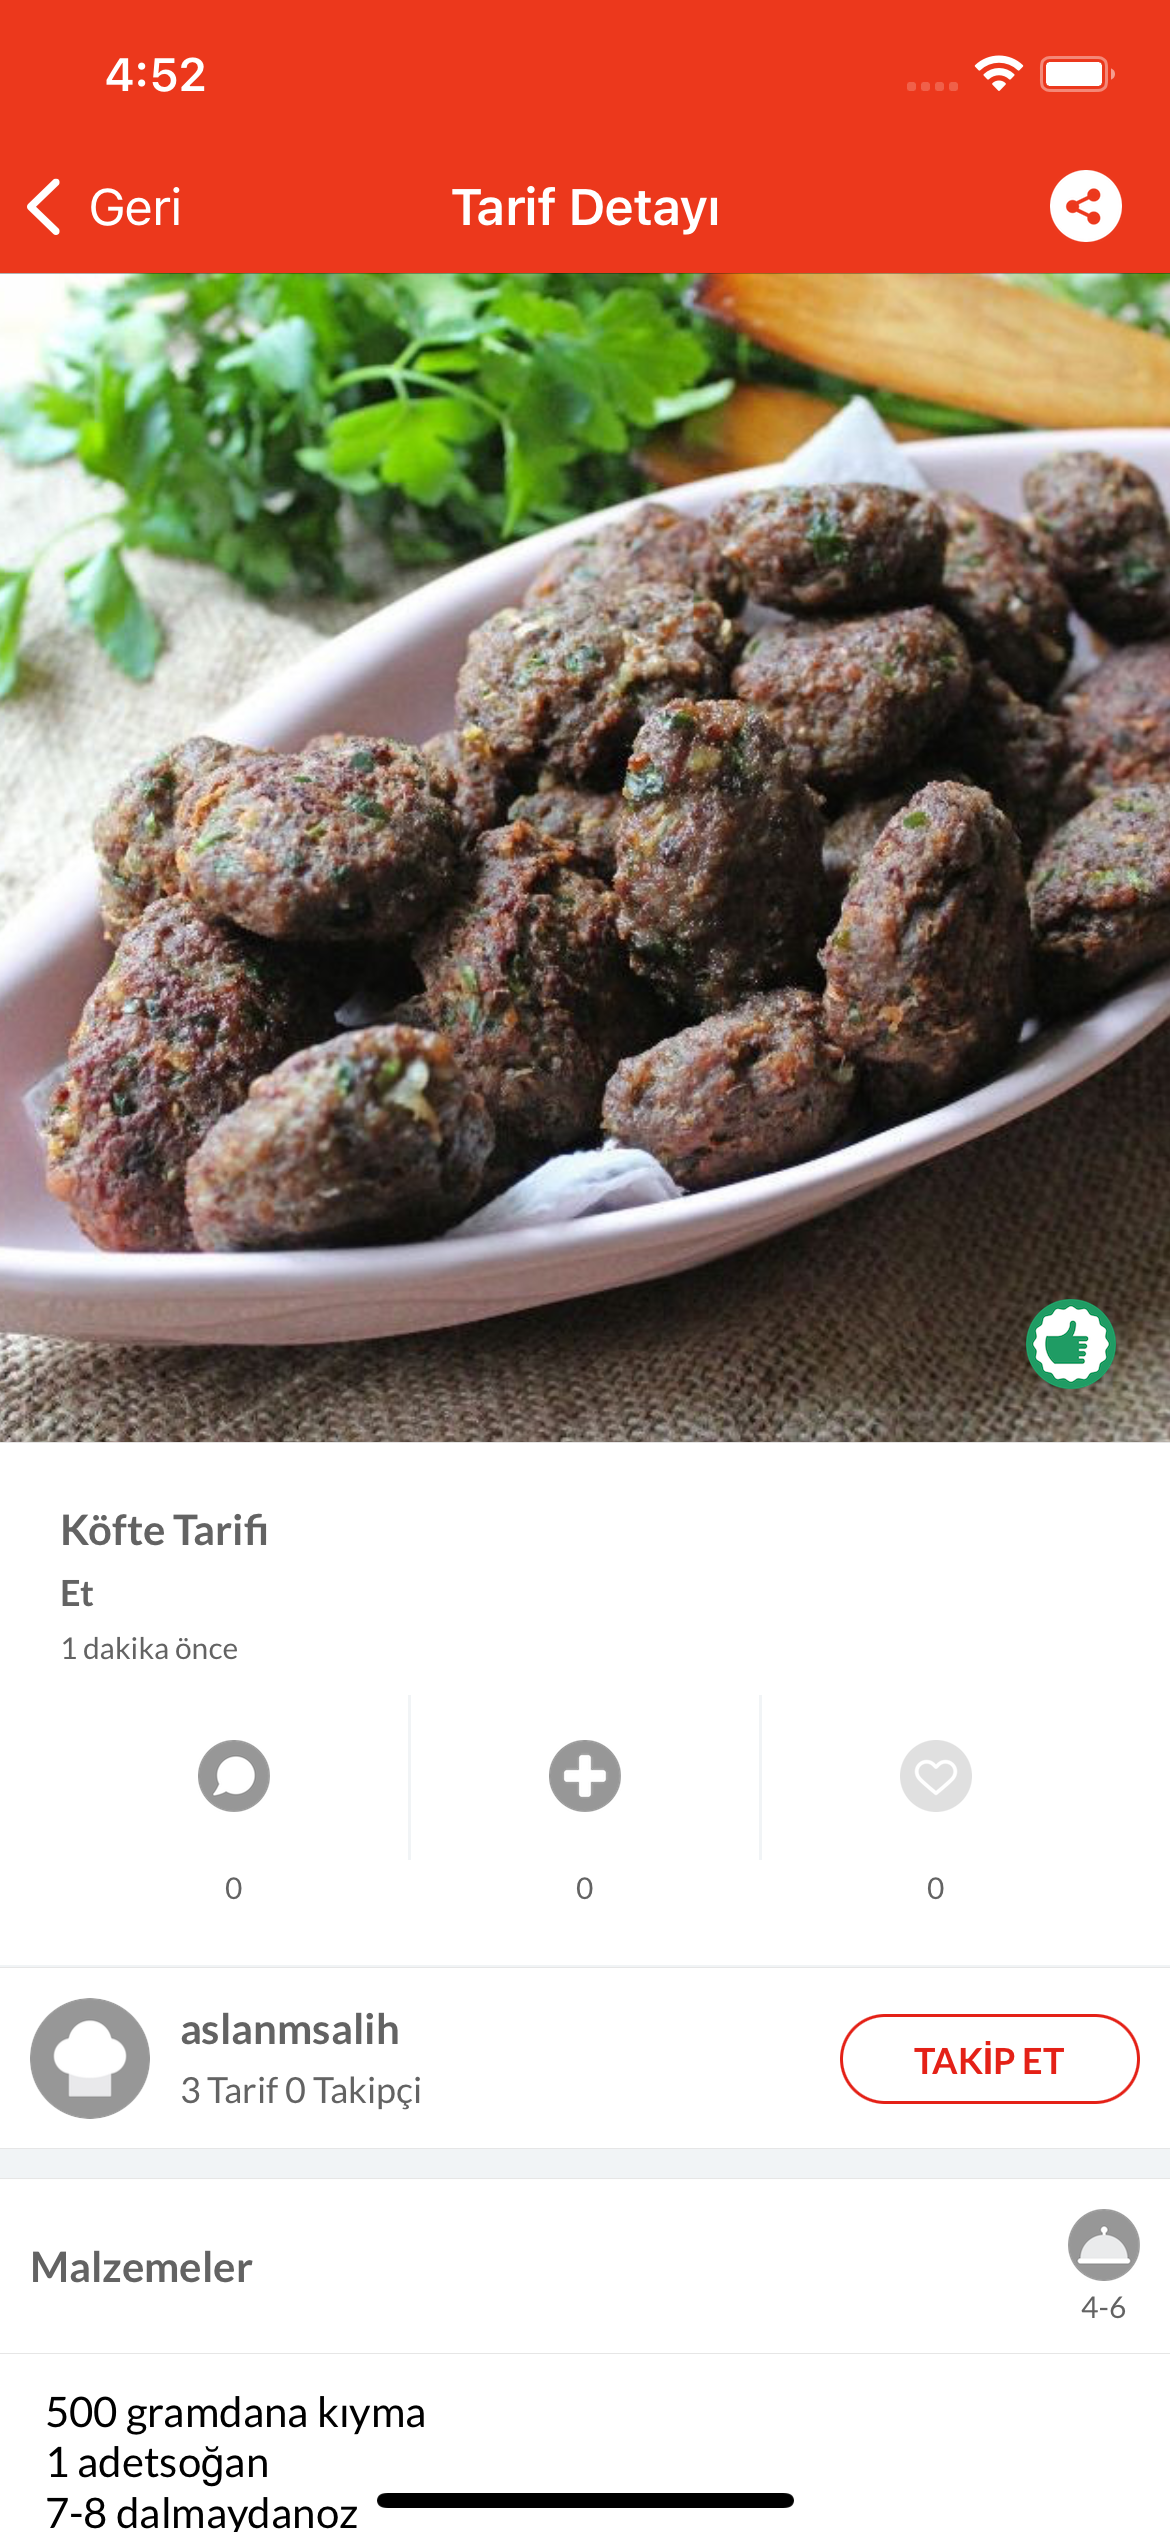 4:52
Geri
Tarif Detayı
Köfte Tarifi
Et
1 dakika önce
0
0
0
aslanmsalih
3 Tarif 0 Takipçi
TAKİP ET
Malzemeler
4-6
500 gramdana kıyma
1 adetsoğan
7-8 dalmaydanoz